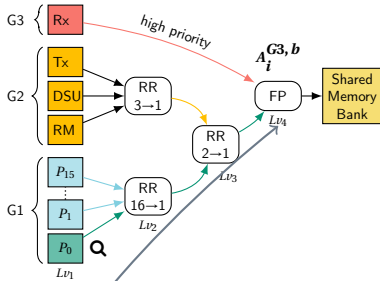 G3
Rx
high priority
A_i^{G3,b}
G2
Tx
DSU
RM
RR
3→1
FP
Lv4
Shared
Memory
Bank
RR
2→1
Lv3
G1
P15
P1
P0
RR
16→1
Lv2
Lv1